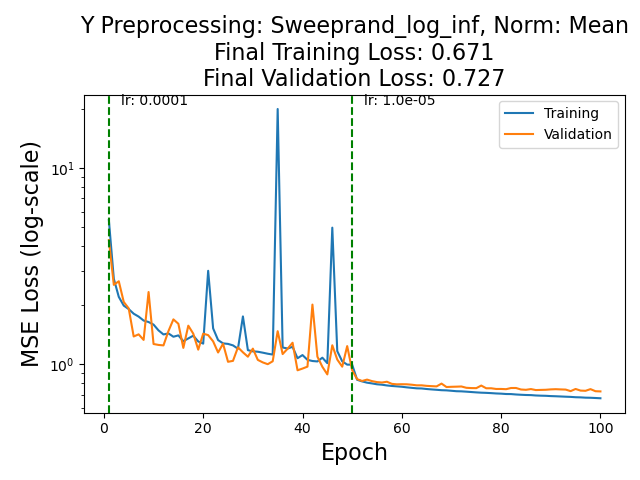 Y Preprocessing: Sweeprand_log_inf, Norm: Mean
Final Training Loss: 0.671
Final Validation Loss: 0.727
lr: 0.0001
lr: 1.0e-05
Training
Validation
MSE Loss (log-scale)
10¹
10⁰
0 20 40 60 80 100
Epoch